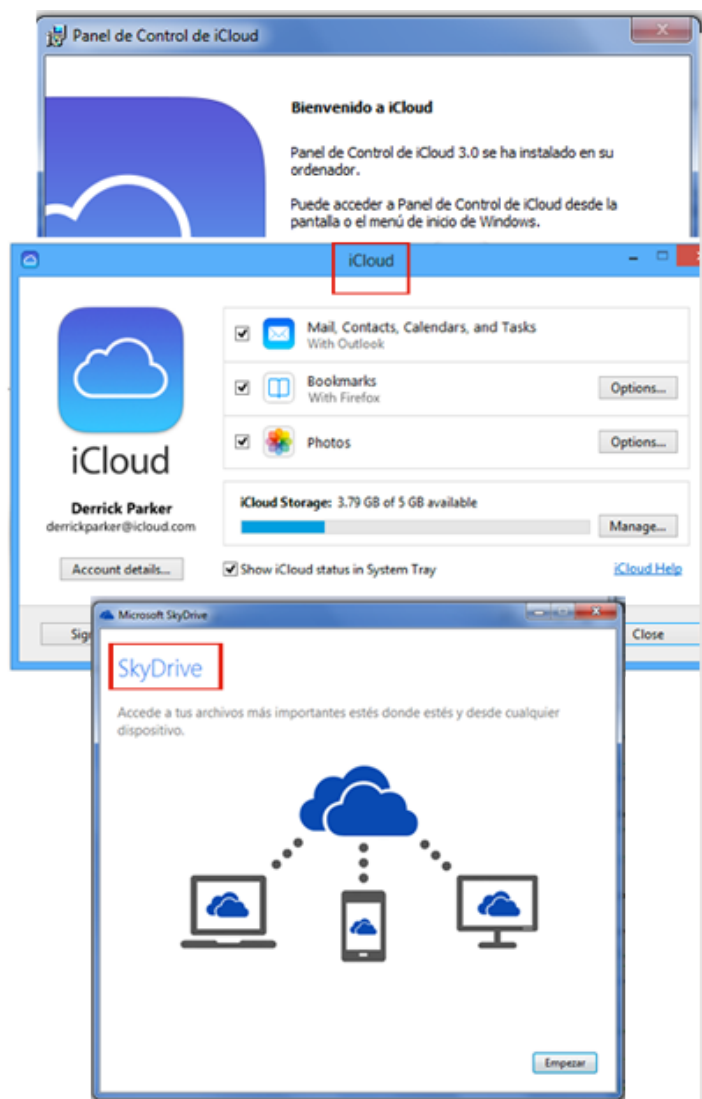 Panel de Control de iCloud
Bienvenido a iCloud
Panel de Control de iCloud 3.0 se ha instalado en su
ordenador.
Puede acceder a Panel de Control de iCloud desde la
pantalla o el menú de inicio de Windows.
iCloud
Mail, Contacts, Calendars, and Tasks
With Outlook
Bookmarks
With Firefox
Options...
Photos
Options...
iCloud
Derrick Parker
derrickparker@icloud.com
iCloud Storage: 3.79 GB of 5 GB available
Manage...
Account details...
Show iCloud status in System Tray
iCloud Help
Close
Microsoft SkyDrive
SkyDrive
Accede a tus archivos más importantes estés donde estés y desde cualquier
dispositivo.
Empezar